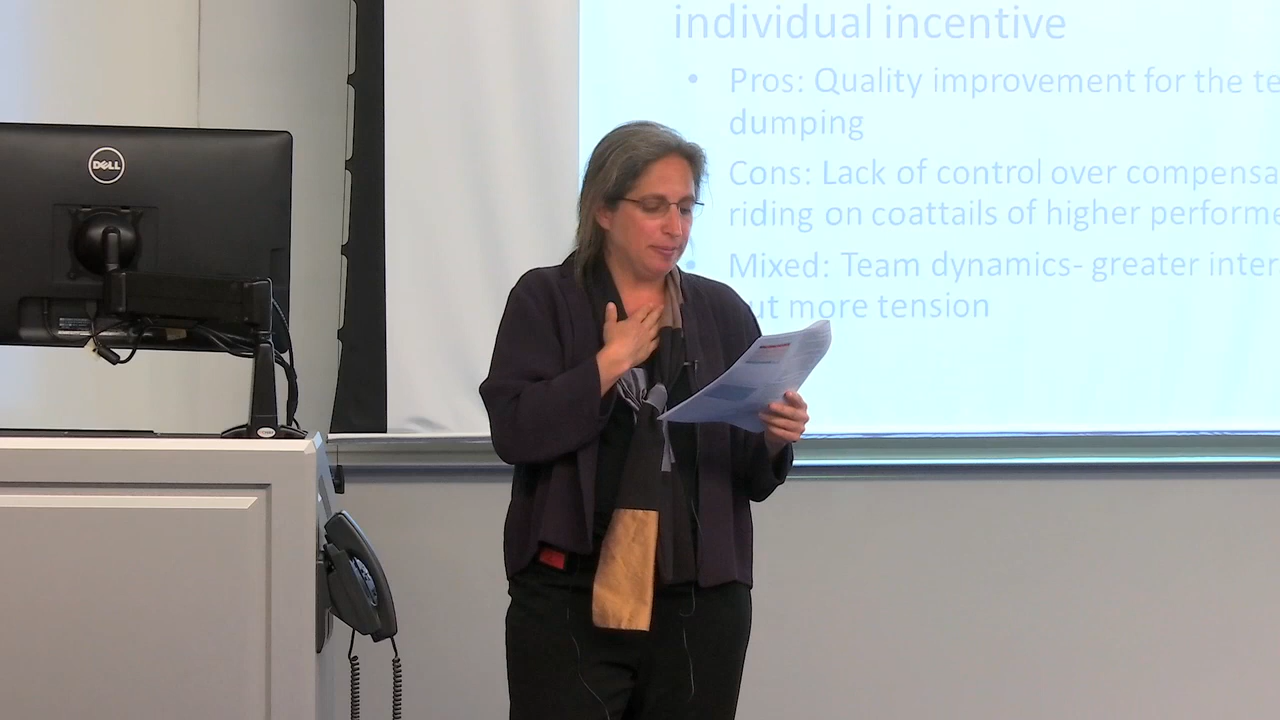 individual incentive
• Pros: Quality improvement for the te
dumping
Cons: Lack of control over compensa
riding on coattails of higher perform
• Mixed: Team dynamics- greater inter
ut more tension
DELL